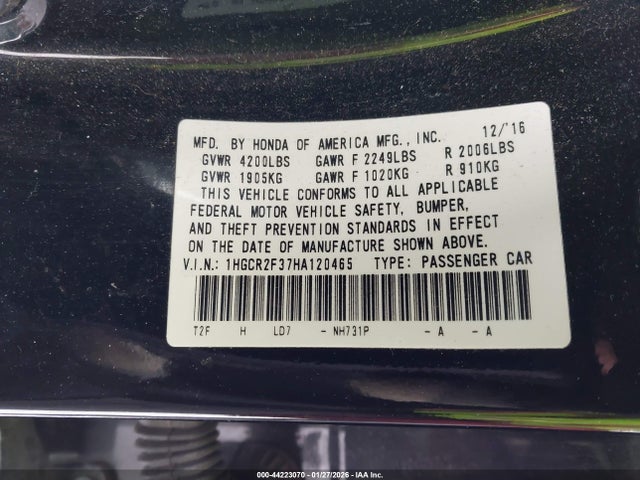 MFD. BY HONDA OF AMERICA MFG., INC. 12/'16
GVWR 4200LBS GAWR F 2249LBS R 2006LBS
GVWR 1905KG GAWR F 1020KG R 910KG
THIS VEHICLE CONFORMS TO ALL APPLICABLE
FEDERAL MOTOR VEHICLE SAFETY, BUMPER,
AND THEFT PREVENTION STANDARDS IN EFFECT
ON THE DATE OF MANUFACTURE SHOWN ABOVE.
V.I.N.: 1HGCR2F37HA120465 TYPE: PASSENGER CAR
T2F H LD7 - NH731P - A - A
000-44223070 - 01/27/2026 - IAA Inc.